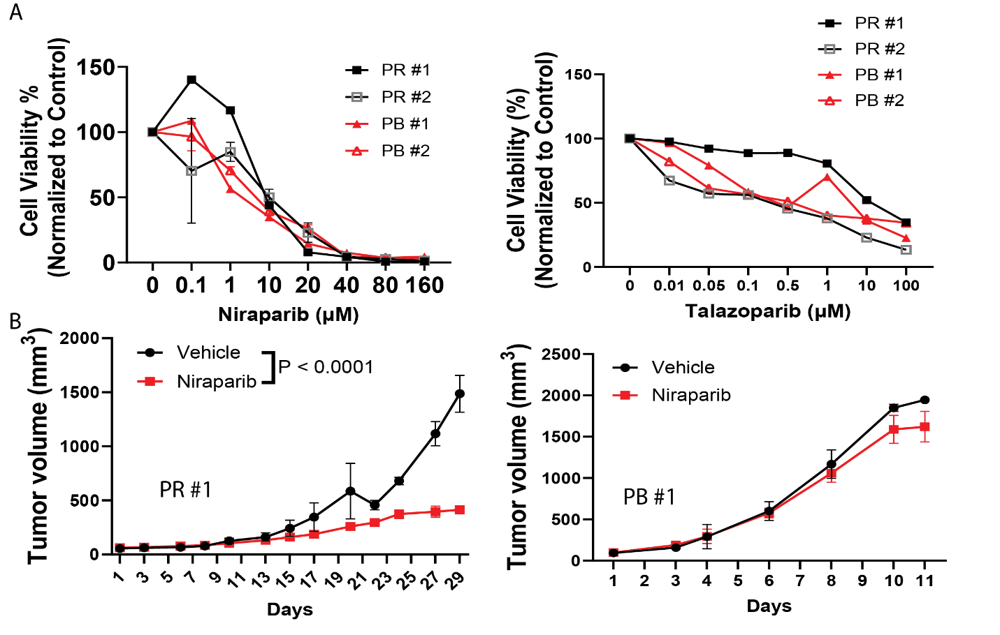 A
Cell Viability %
(Normalized to Control)
150
100
50
0
PR #1
PR #2
PB #1
PB #2
0 0.1 1 10 20 40 80 160
Niraparib (µM)
Cell Viability (%)
(Normalized to Control)
150
100
50
0
PR #1
PR #2
PB #1
PB #2
0 0.01 0.05 0.1 0.5 1 10 100
Talazoparib (µM)
B
Tumor volume (mm³)
2000
1500
1000
500
0
Vehicle
Niraparib
P < 0.0001
PR #1
1 3 5 7 9 11 13 15 17 19 21 23 25 27 29
Days
Tumor volume (mm³)
2500
2000
1500
1000
500
0
Vehicle
Niraparib
PB #1
1 2 3 4 5 6 7 8 9 10 11
Days